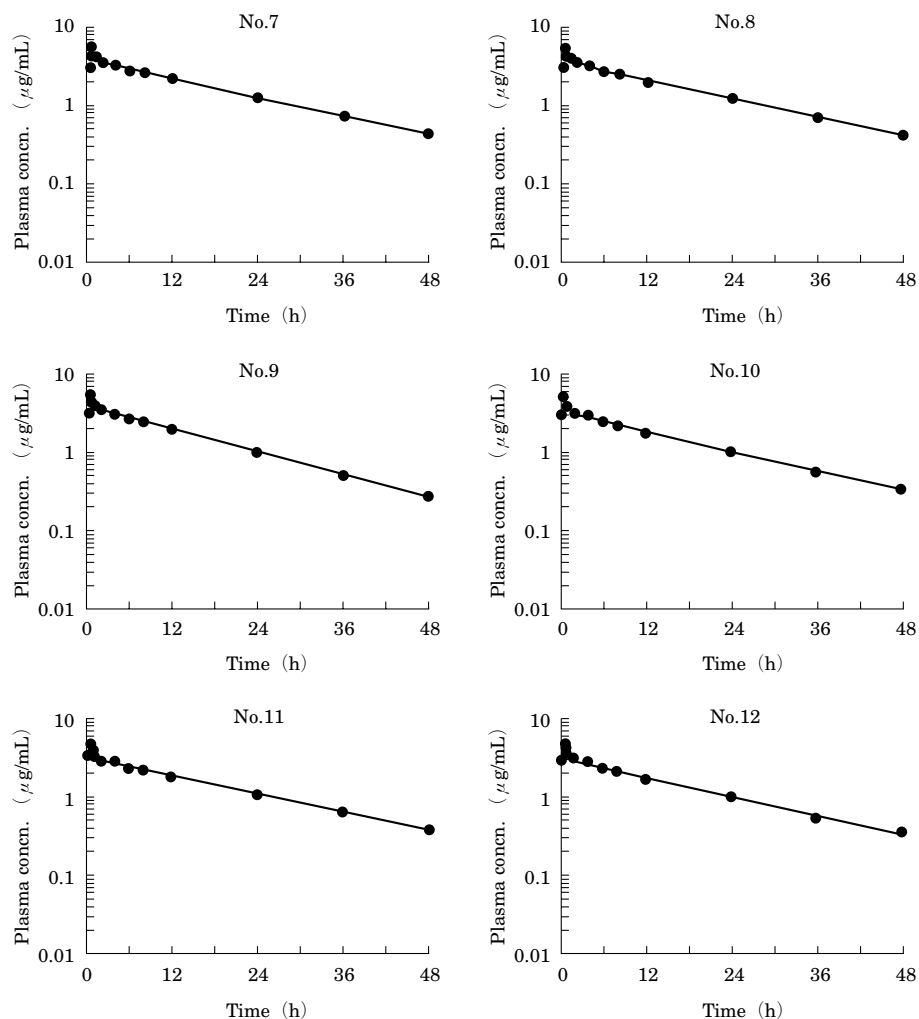 No.7
10
1
0.1
0.01
Plasma concn. (μg/mL)
0 12 24 36 48
Time (h)
No.8
10
1
0.1
0.01
Plasma concn. (μg/mL)
0 12 24 36 48
Time (h)
No.9
10
1
0.1
0.01
Plasma concn. (μg/mL)
0 12 24 36 48
Time (h)
No.10
10
1
0.1
0.01
Plasma concn. (μg/mL)
0 12 24 36 48
Time (h)
No.11
10
1
0.1
0.01
Plasma concn. (μg/mL)
0 12 24 36 48
Time (h)
No.12
10
1
0.1
0.01
Plasma concn. (μg/mL)
0 12 24 36 48
Time (h)